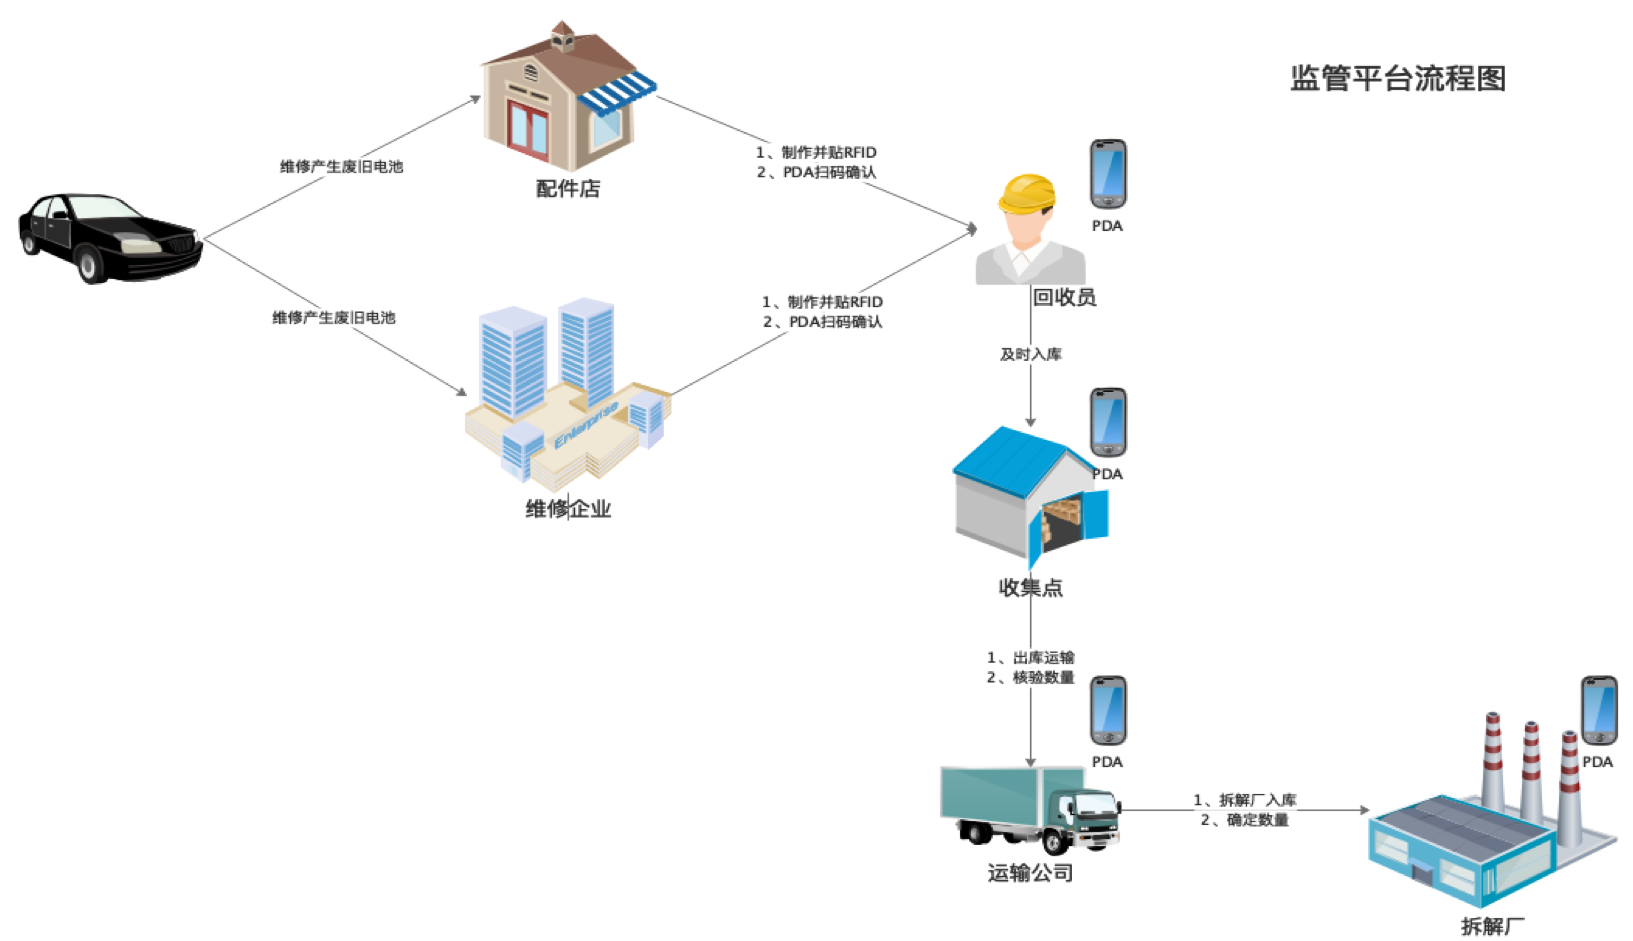 监管平台流程图
1、制作并贴RFID
2、PDA扫码确认
维修产生废旧电池
配件店
PDA
回收员
1、制作并贴RFID
2、PDA扫码确认
维修产生废旧电池
及时入库
Enterprise
PDA
维修企业
收集点
1、出库运输
2、核验数量
PDA
PDA
1、拆解厂入库
2、确定数量
运输公司
拆解厂